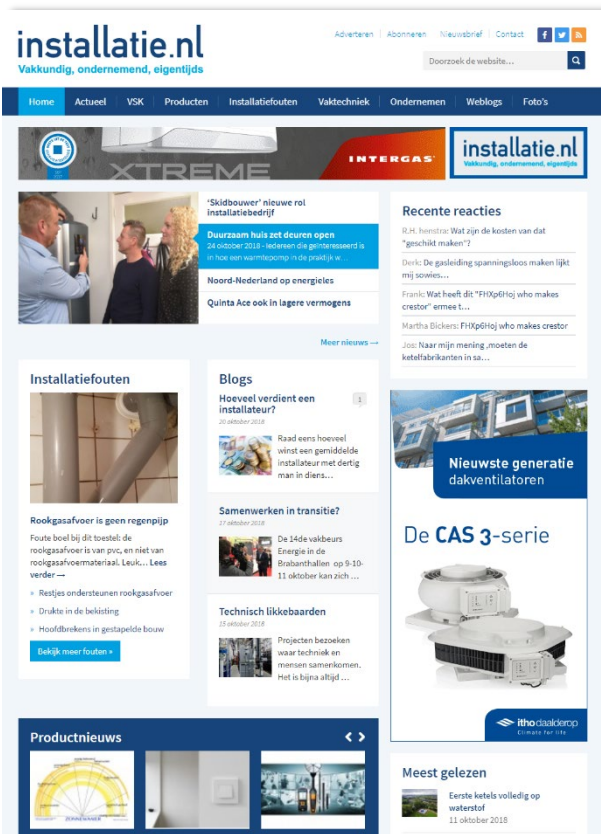 installatie.nl
Vakkundig, ondernemend, eigentijds
Adverteren Abonneren Nieuwsbrief Contact
Doorzoek de website...
Home Actueel VSK Producten Installatiefouten Vaktechniek Ondernemen Weblogs Foto's
XTREME
INTERGAS
installatie.nl
Vakkundig, ondernemend, eigentijds
'Skidbouwer' nieuwe rol
installatiebedrijf
Duurzaam huis zet deuren open
24 oktober 2018 - Iedereen die geïnteresseerd is
in hoe een warmtepomp in de praktijk w...
Noord-Nederland op energieles
Quinta Ace ook in lagere vermogens
Meer nieuws →
Recente reacties
R.H. henstra: Wat zijn de kosten van dat
"geschikt maken"?
Derk: De gasleiding spanningsloos maken lijkt
mij sowies...
Frank: Wat heeft dit "FHXp6Hoj who makes
crestor" ermee t...
Martha Bickers: FHXp6Hoj who makes crestor
Jos: Naar mijn mening ,moeten de
ketelfabrikanten in sa...
Installatiefouten
Rookgasafvoer is geen regenpijp
Foute boel bij dit toestel: de
rookgasafvoer is van pvc, en niet van
rookgasafvoermateriaal. Leuk... Lees
verder →
» Restjes ondersteunen rookgasafvoer
» Drukte in de bekisting
» Hoofdbrekens in gestapelde bouw
Bekijk meer fouten »
Blogs
Hoeveel verdient een
installateur?
1
20 oktober 2018
Raad eens hoeveel
winst een gemiddelde
installateur met dertig
man in diens...
Samenwerken in transitie?
17 oktober 2018
De 14de vakbeurs
Energie in de
Brabanthallen op 9-10-
11 oktober kan zich ...
Technisch likkebaarden
15 oktober 2018
Projecten bezoeken
waar techniek en
mensen samenkomen.
Het is bijna altijd ...
Nieuwste generatie
dakventilatoren
De CAS 3-serie
itho daalderop
Climate for life
Productnieuws
ZONNEWAKER
Meest gelezen
Eerste ketels volledig op
waterstof
11 oktober 2018